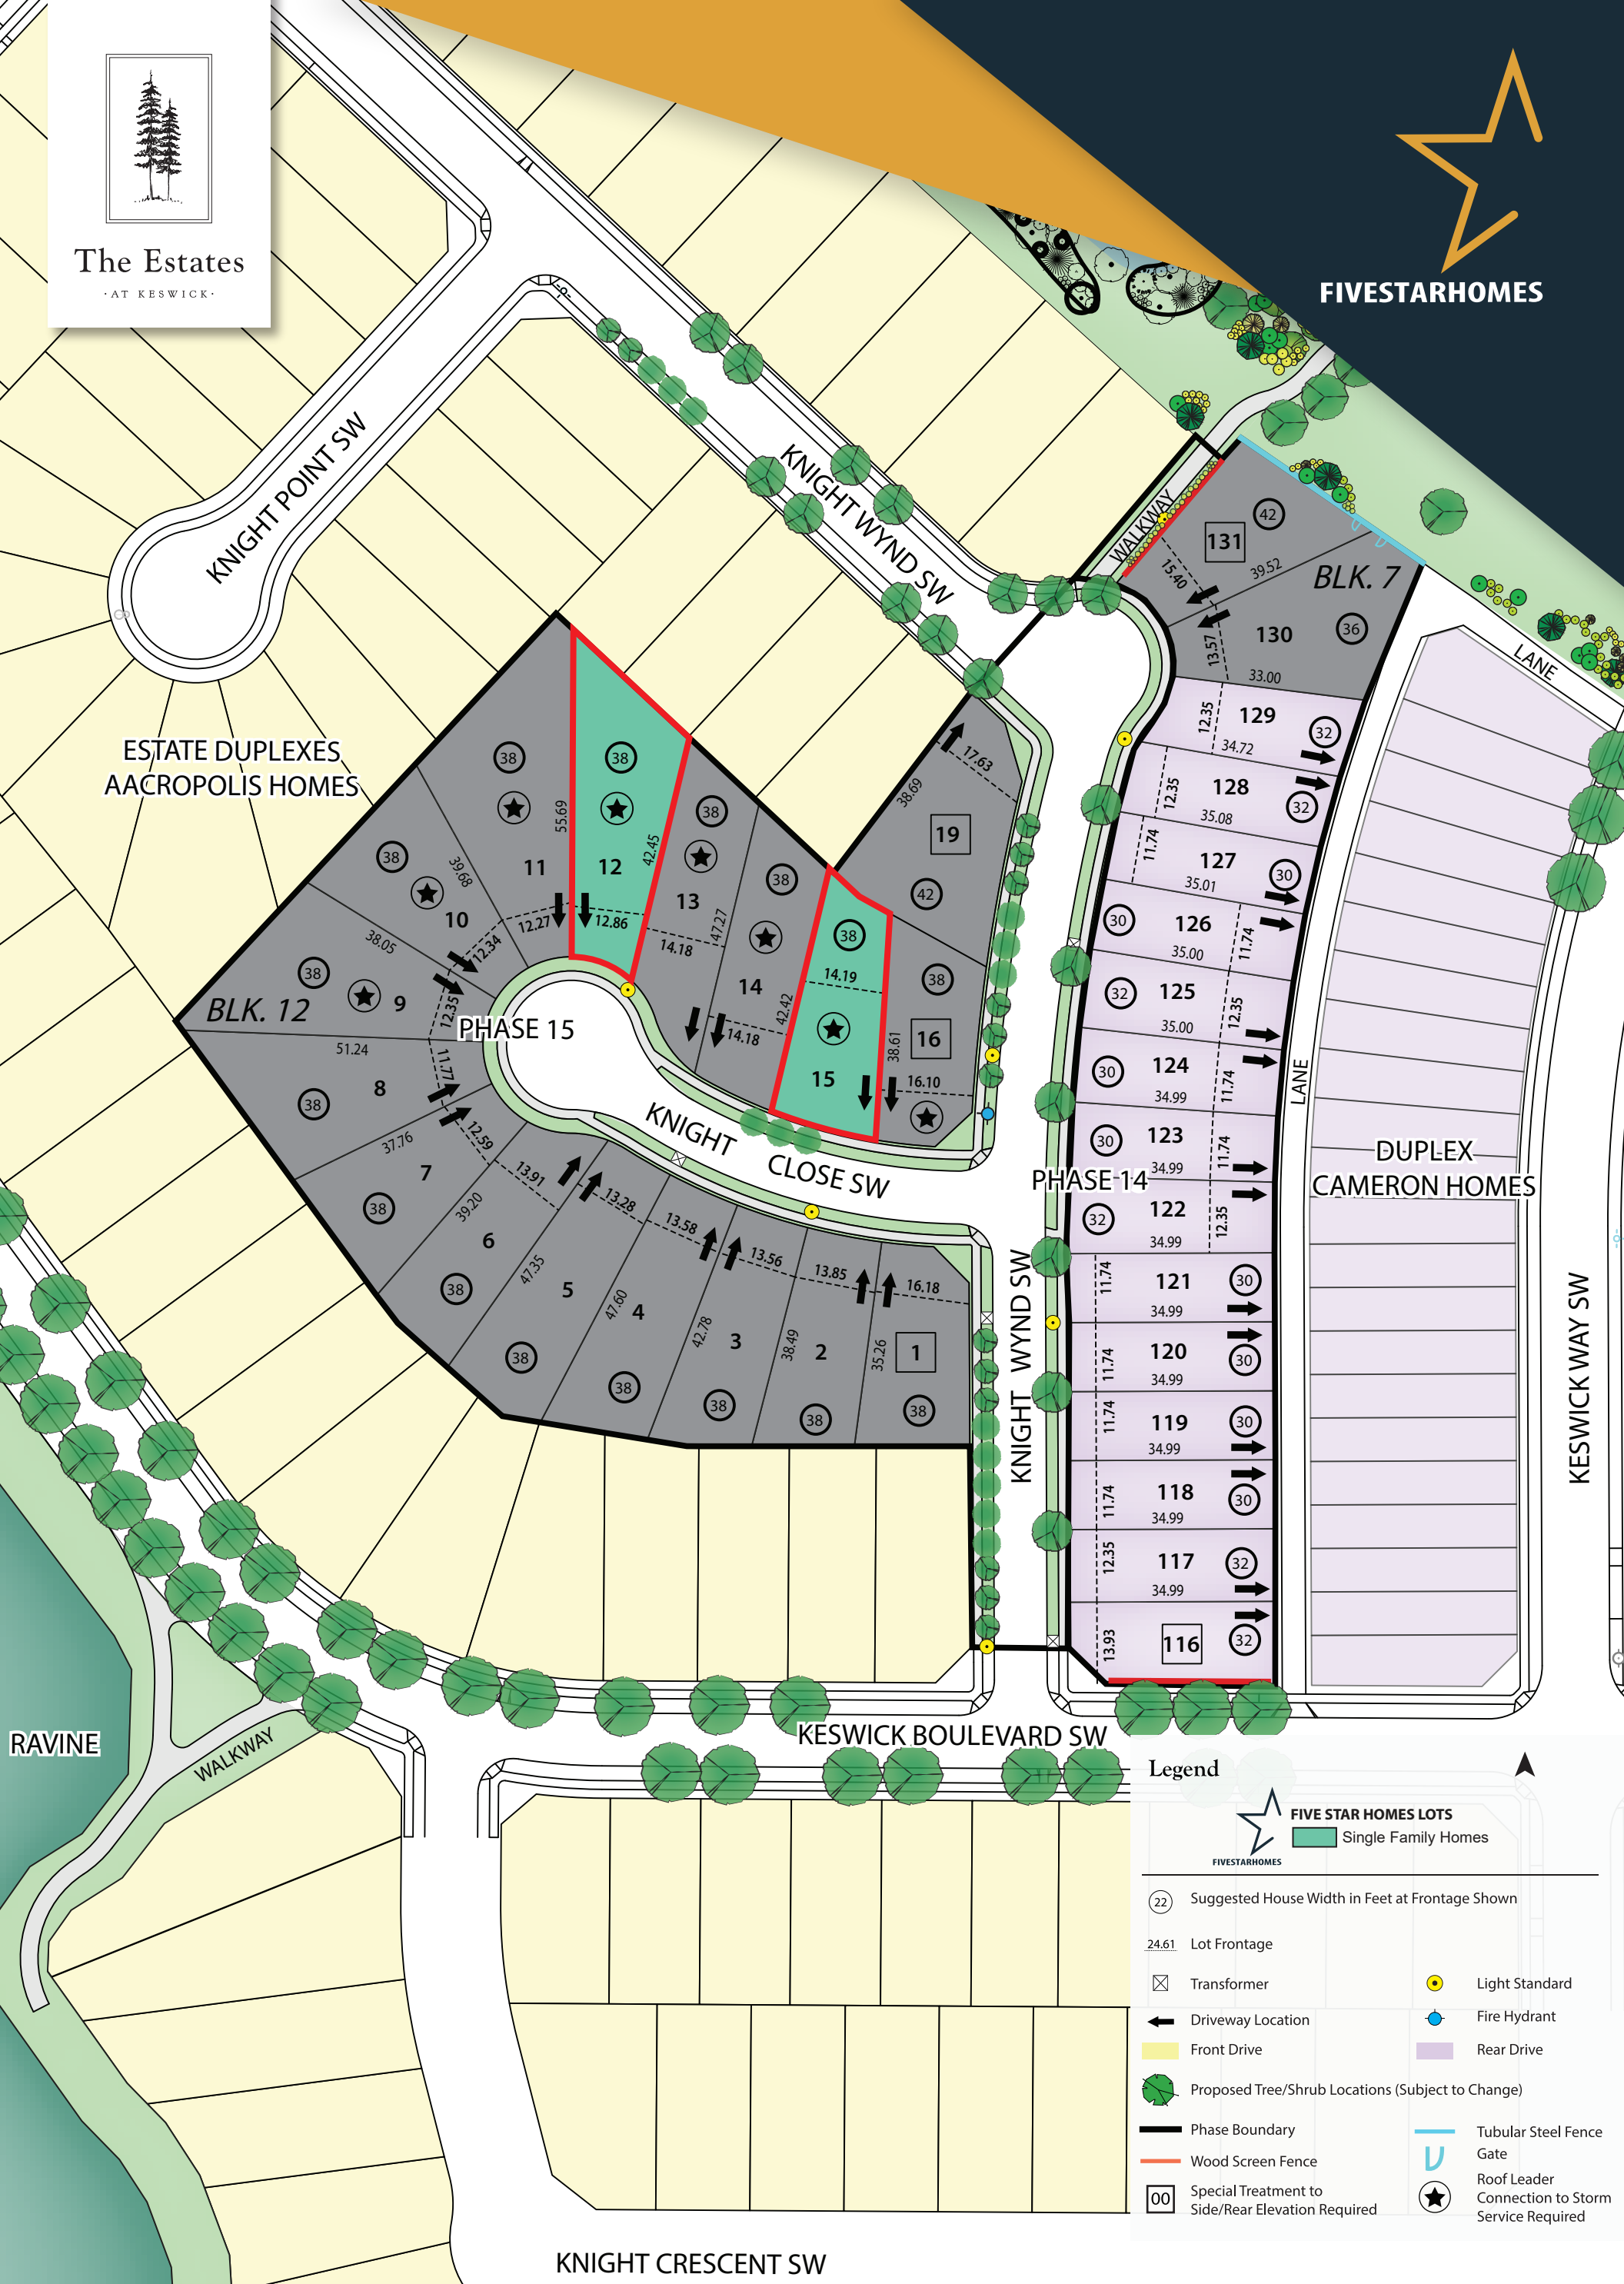 The Estates
· AT KESWICK ·
FIVESTARHOMES
KNIGHT POINT SW
KNIGHT WYND SW
WALKWAY
42
131
15.40
39.52
BLK. 7
130
36
13.57
33.00
LANE
ESTATE DUPLEXES
AACROPOLIS HOMES
129
32
12.35
34.72
128
32
12.35
35.08
127
30
11.74
35.01
30
126
35.00
11.74
32
125
35.00
12.35
30
124
34.99
11.74
30
123
34.99
11.74
32
122
34.99
12.35
121
30
11.74
34.99
120
30
11.74
34.99
119
30
11.74
34.99
118
30
11.74
34.99
117
32
12.35
34.99
116
32
13.93
17.63
38.69
19
42
38
16
38.61
16.10
38
14.19
42.42
15
38
14
47.27
14.18
38
13
14.18
38
42.45
12
12.86
55.69
38
11
12.27
39.68
38
10
12.34
38.05
38
9
12.35
BLK. 12
PHASE 15
51.24
8
38
11.77
37.76
7
38
12.59
39.20
6
38
13.91
47.35
5
38
13.28
47.60
4
38
13.58
42.78
3
38
13.56
38.49
2
38
13.85
35.26
1
38
16.18
KNIGHT CLOSE SW
PHASE 14
KNIGHT WYND SW
LANE
DUPLEX
CAMERON HOMES
KESWICK WAY SW
RAVINE
WALKWAY
KESWICK BOULEVARD SW
KNIGHT CRESCENT SW
Legend
FIVESTARHOMES
FIVE STAR HOMES LOTS
Single Family Homes
22 Suggested House Width in Feet at Frontage Shown
24.61 Lot Frontage
Transformer
Light Standard
Driveway Location
Fire Hydrant
Front Drive
Rear Drive
Proposed Tree/Shrub Locations (Subject to Change)
Phase Boundary
Tubular Steel Fence
Wood Screen Fence
Gate
00 Special Treatment to
Side/Rear Elevation Required
Roof Leader
Connection to Storm
Service Required